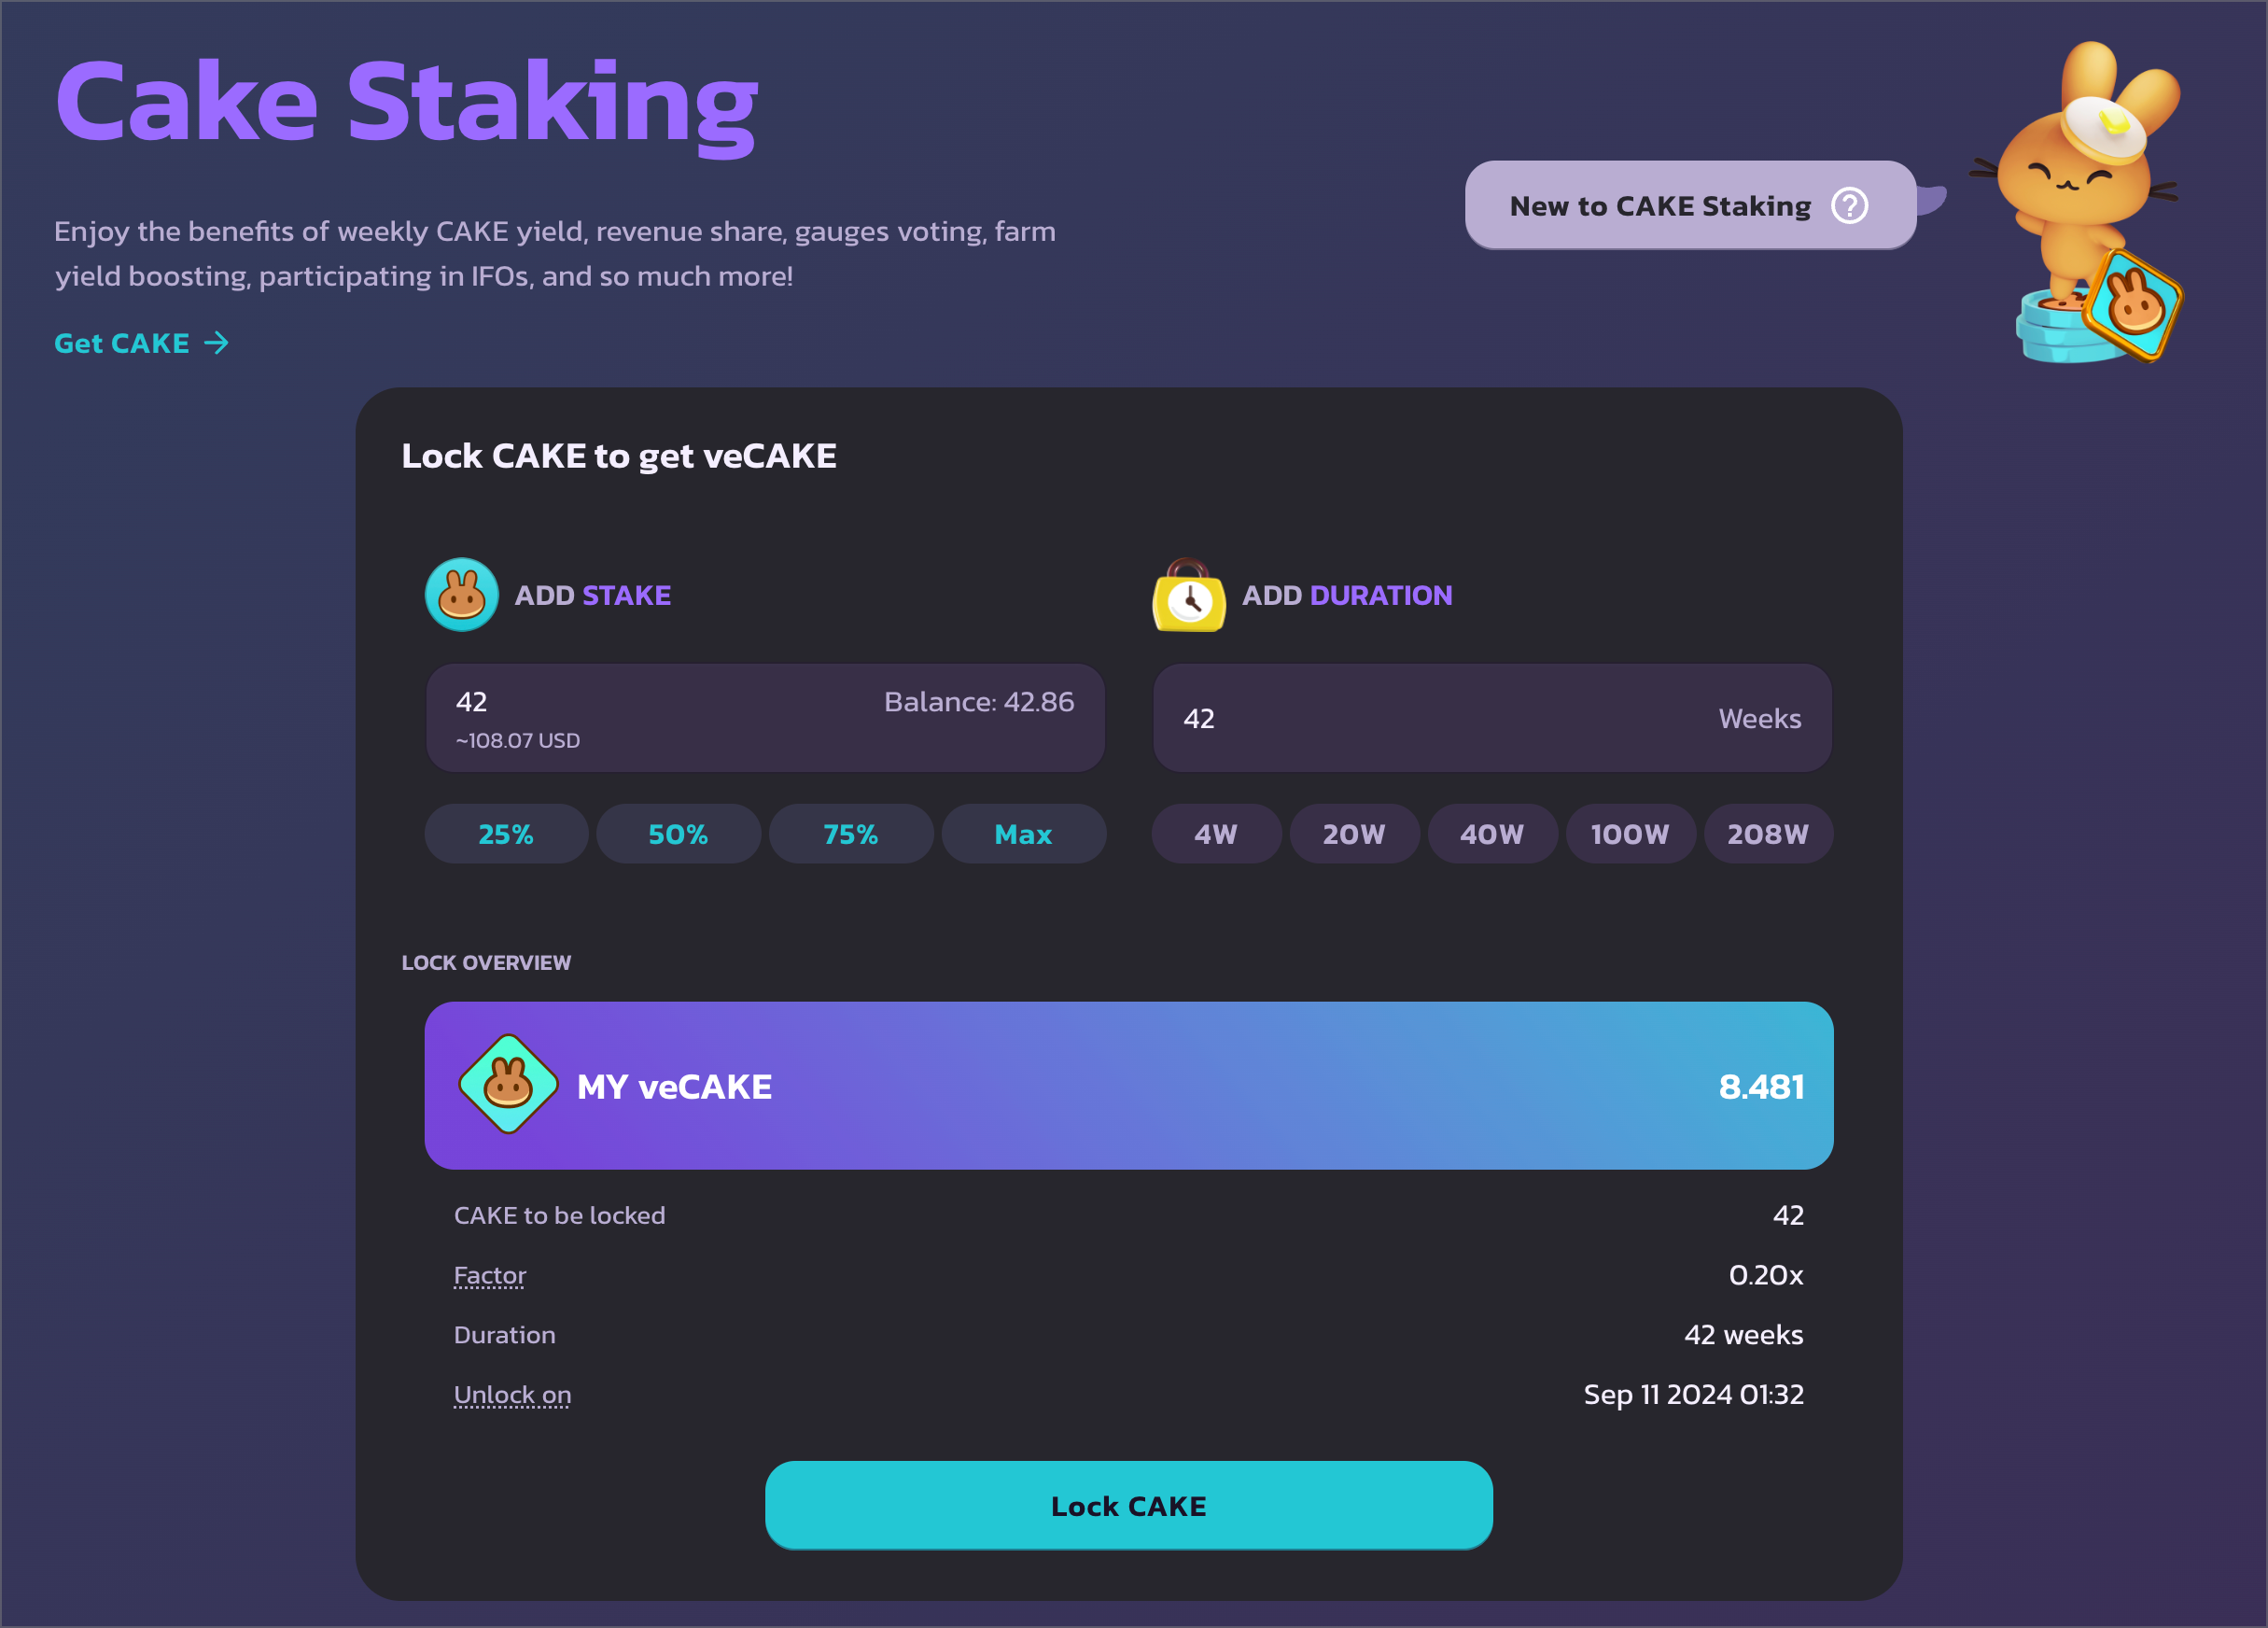 Cake Staking
Enjoy the benefits of weekly CAKE yield, revenue share, gauges voting, farm
yield boosting, participating in IFOs, and so much more!
Get CAKE →
New to CAKE Staking ?
Lock CAKE to get veCAKE
ADD STAKE
42
Balance: 42.86
~108.07 USD
25% 50% 75% Max
ADD DURATION
42 Weeks
4W 20W 40W 100W 208W
LOCK OVERVIEW
MY veCAKE 8.481
CAKE to be locked 42
Factor 0.20x
Duration 42 weeks
Unlock on Sep 11 2024 01:32
Lock CAKE